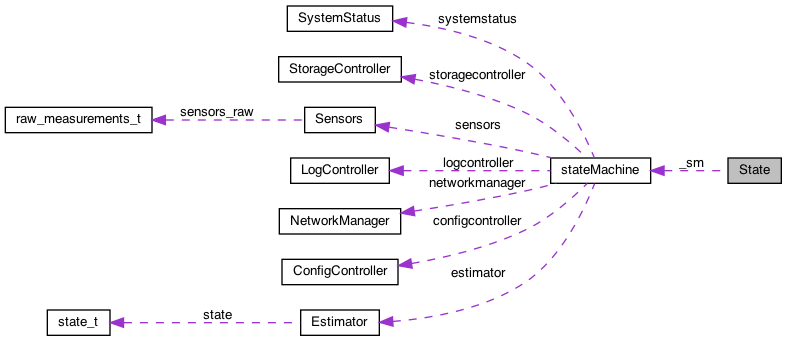 SystemStatus
systemstatus
StorageController
storagecontroller
raw_measurements_t
sensors_raw
Sensors
sensors
LogController
logcontroller
stateMachine
_sm
State
networkmanager
NetworkManager
configcontroller
ConfigController
estimator
state_t
state
Estimator